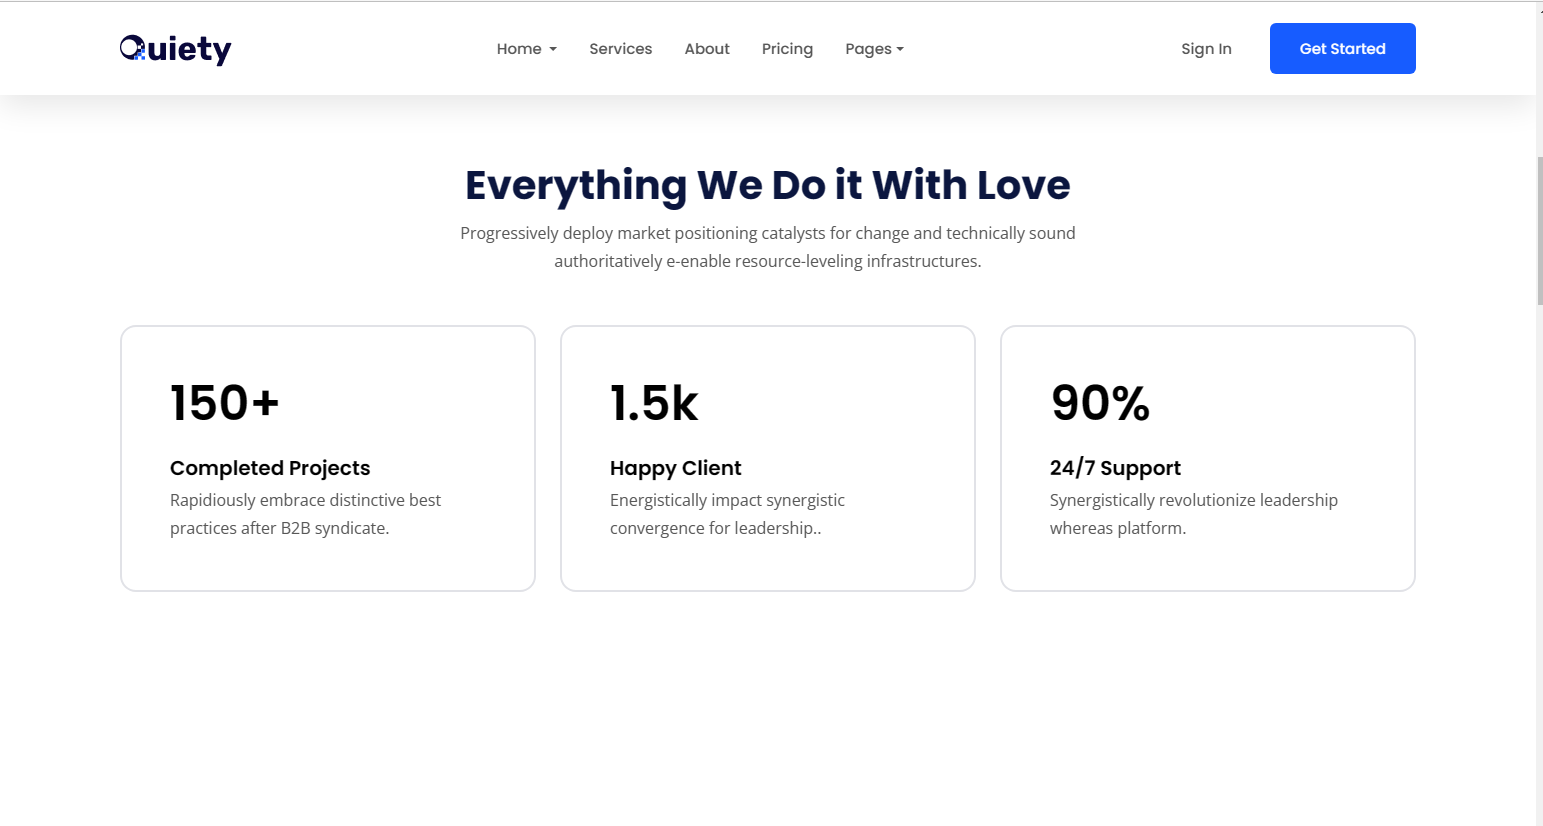 Quiety
Home Services About Pricing Pages Sign In Get Started
Everything We Do it With Love
Progressively deploy market positioning catalysts for change and technically sound
authoritatively e-enable resource-leveling infrastructures.
150+
Completed Projects
Rapidiously embrace distinctive best
practices after B2B syndicate.
1.5k
Happy Client
Energistically impact synergistic
convergence for leadership..
90%
24/7 Support
Synergistically revolutionize leadership
whereas platform.